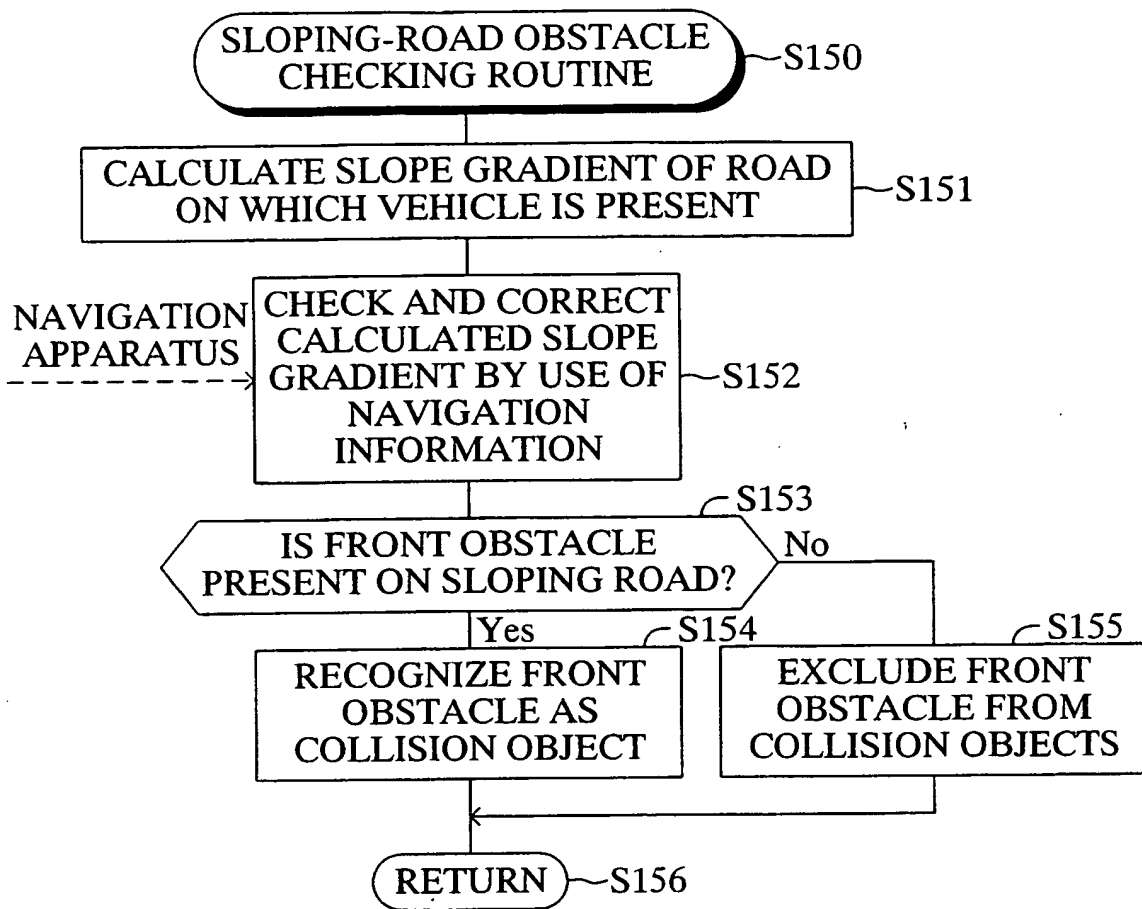 SLOPING-ROAD OBSTACLE
CHECKING ROUTINE
S150
CALCULATE SLOPE GRADIENT OF ROAD
ON WHICH VEHICLE IS PRESENT
S151
NAVIGATION
APPARATUS
CHECK AND CORRECT
CALCULATED SLOPE
GRADIENT BY USE OF
NAVIGATION
INFORMATION
S152
S153
IS FRONT OBSTACLE
PRESENT ON SLOPING ROAD?
No
Yes
S154
RECOGNIZE FRONT
OBSTACLE AS
COLLISION OBJECT
S155
EXCLUDE FRONT
OBSTACLE FROM
COLLISION OBJECTS
RETURN
S156